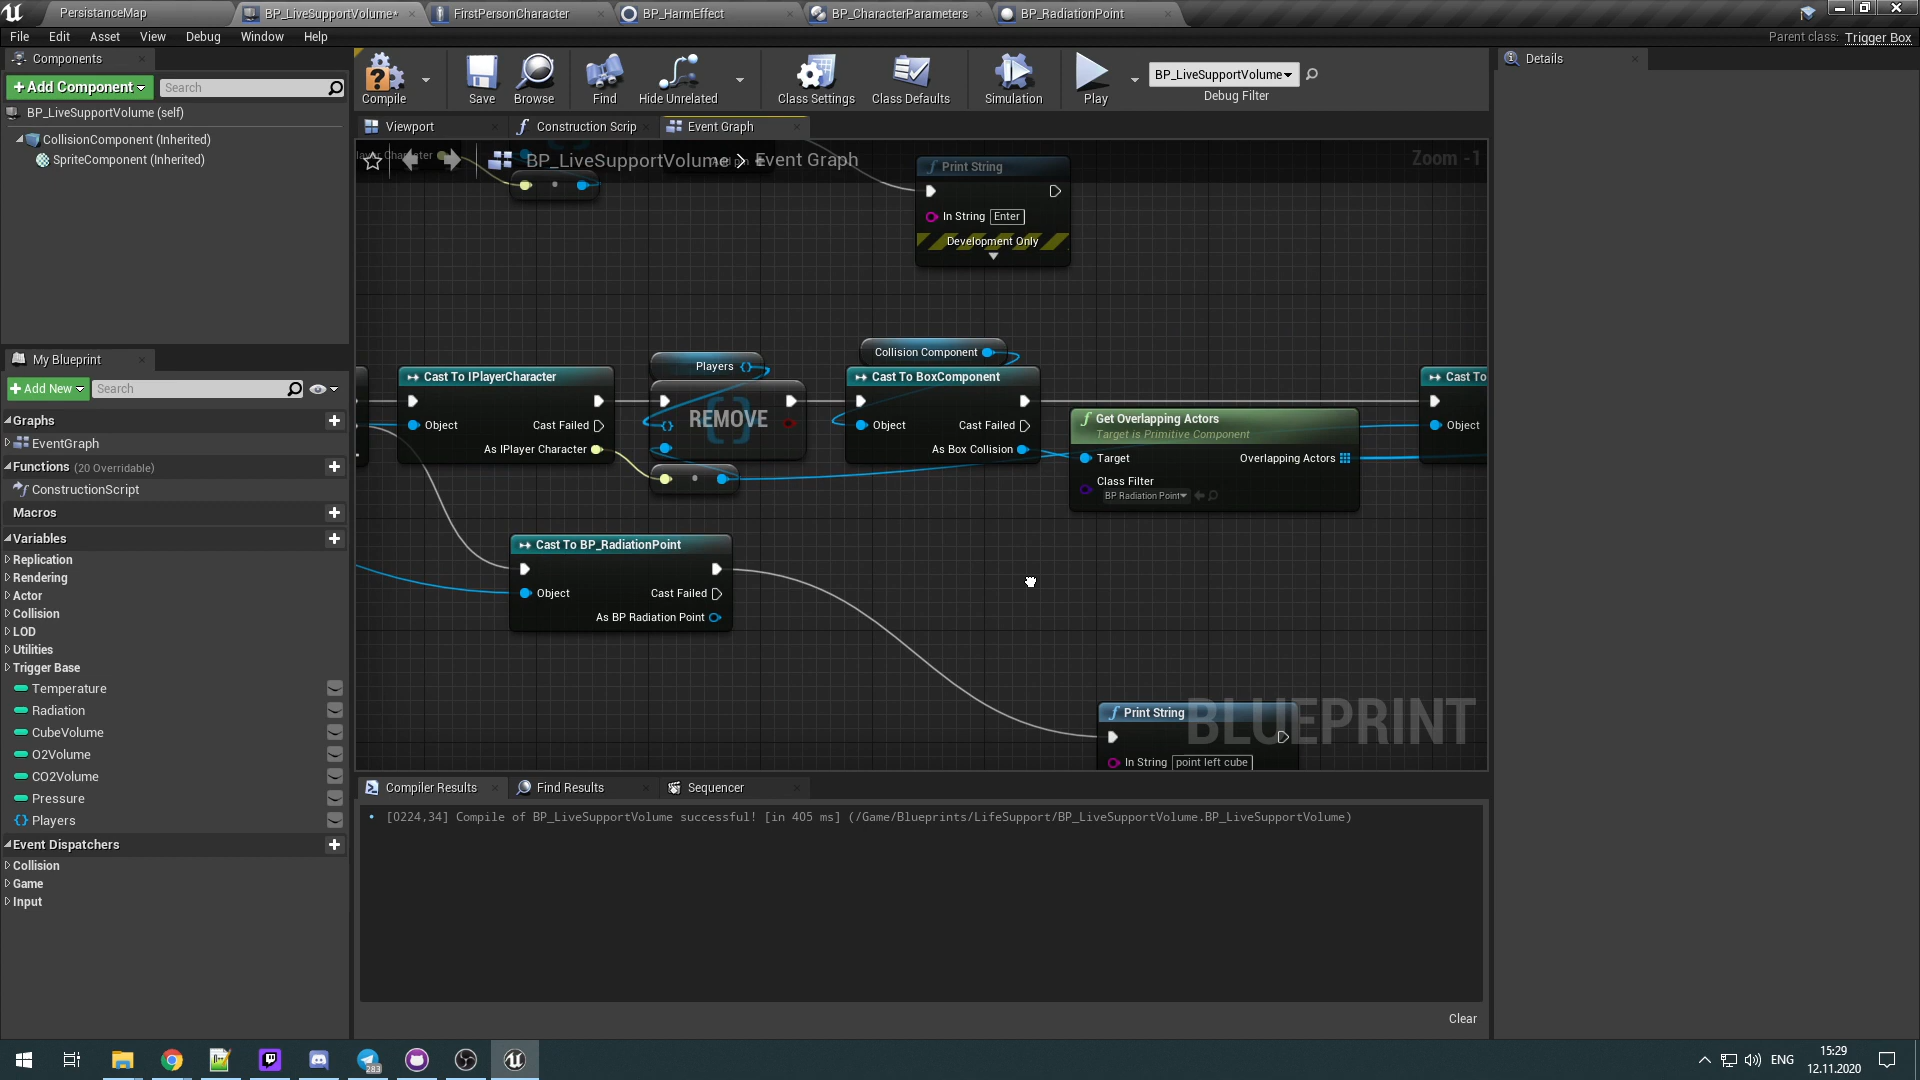 PersistanceMap
BP_LiveSupportVolume*
FirstPersonCharacter
BP_HarmEffect
BP_CharacterParameters
BP_RadiationPoint
File
Edit
Asset
View
Debug
Window
Help
Parent class: Trigger Box
Components
+Add Component
Search
BP_LiveSupportVolume (self)
CollisionComponent (Inherited)
SpriteComponent (Inherited)
Compile
Save
Browse
Find
Hide Unrelated
Class Settings
Class Defaults
Simulation
Play
BP_LiveSupportVolume
Debug Filter
Details
Viewport
Construction Scrip
Event Graph
BP_LiveSupportVolume > Event Graph
Zoom -1
Print String
In String Enter
Development Only
Players
Collision Component
Cast To IPlayerCharacter
Object
Cast Failed
As IPlayer Character
REMOVE
Cast To BoxComponent
Object
Cast Failed
As Box Collision
Get Overlapping Actors
Target is Primitive Component
Target
Overlapping Actors
Class Filter
BP Radiation Point
Cast To
Object
Cast To BP_RadiationPoint
Object
Cast Failed
As BP Radiation Point
Print String
In String point left cube
BLUEPRINT
My Blueprint
+Add New
Search
Graphs
EventGraph
Functions (20 Overridable)
ConstructionScript
Macros
Variables
Replication
Rendering
Actor
Collision
LOD
Utilities
Trigger Base
Temperature
Radiation
CubeVolume
O2Volume
CO2Volume
Pressure
Players
Event Dispatchers
Collision
Game
Input
Compiler Results
Find Results
Sequencer
[0224,34] Compile of BP_LiveSupportVolume successful! [in 405 ms] (/Game/Blueprints/LifeSupport/BP_LiveSupportVolume.BP_LiveSupportVolume)
Clear
283
ENG
15:29
12.11.2020